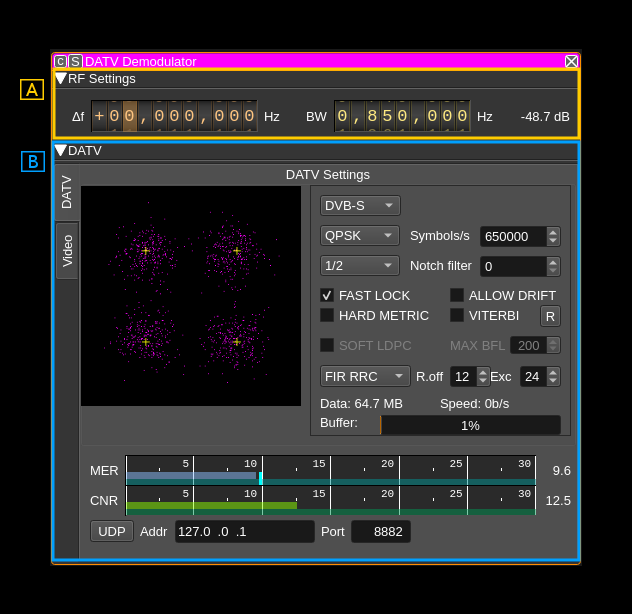 C S DATV Demodulator
A
RF Settings
Δf +00,000,000 Hz BW 0,850,000 Hz -48.7 dB
B
DATV
DATV
Video
DATV Settings
DVB-S
QPSK Symbols/s 650000
1/2 Notch filter 0
FAST LOCK ALLOW DRIFT
HARD METRIC VITERBI R
SOFT LDPC MAX BFL 200
FIR RRC R.off 12 Exc 24
Data: 64.7 MB Speed: 0b/s
Buffer: 1%
MER 5 10 15 20 25 30 9.6
CNR 5 10 15 20 25 30 12.5
UDP Addr 127.0 .0 .1 Port 8882